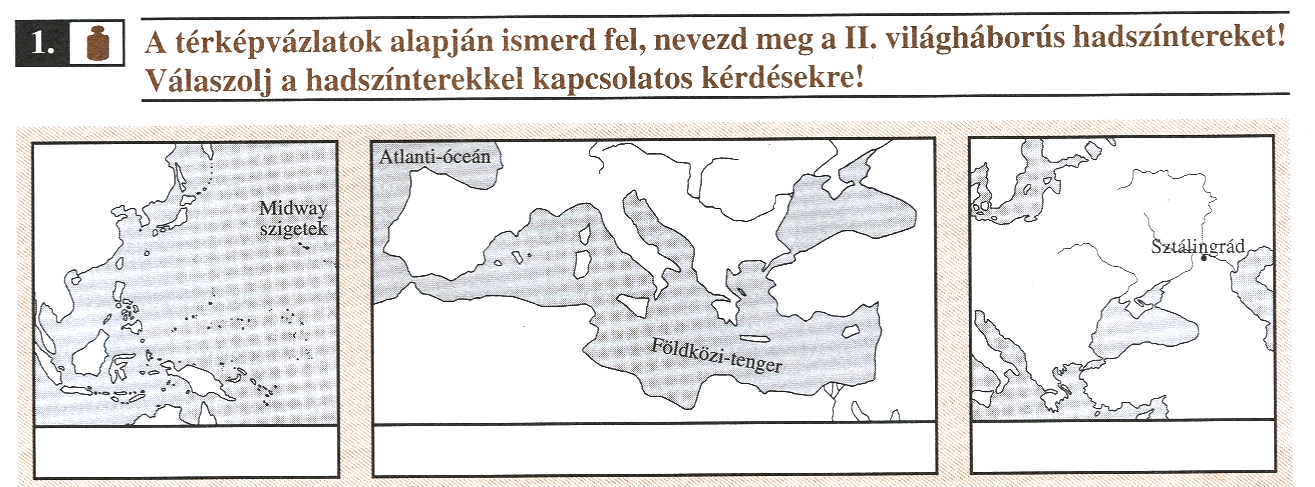 1.
A térképvázlatok alapján ismerd fel, nevezd meg a II. világháborús hadszíntereket!
Válaszolj a hadszínterekkel kapcsolatos kérdésekre!
Midway
szigetek
Atlanti-óceán
Földközi-tenger
Sztálingrád